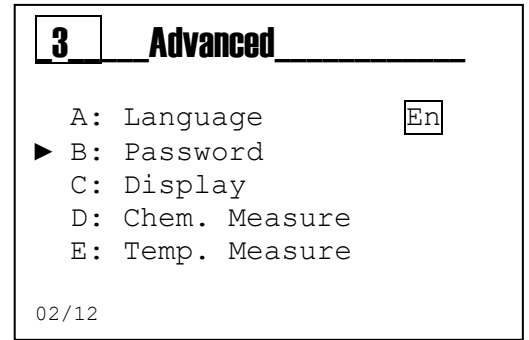 3 Advanced
A: Language En
► B: Password
C: Display
D: Chem. Measure
E: Temp. Measure
02/12